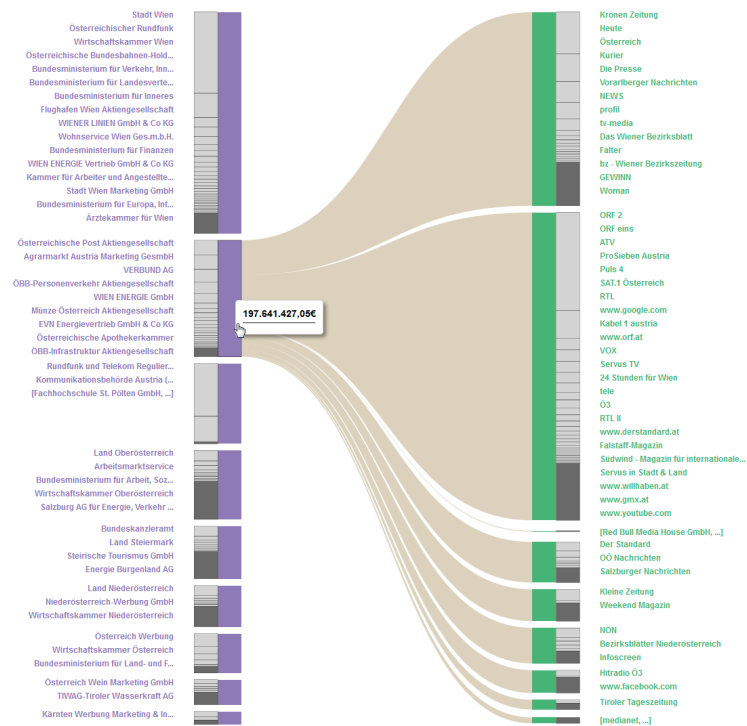 Stadt Wien
Österreichischer Rundfunk
Wirtschaftskammer Wien
Österreichische Bundesbahnen-Hold...
Bundesministerium für Verkehr, Inn...
Bundesministerium für Landesverte...
Bundesministerium für Inneres
Flughafen Wien Aktiengesellschaft
WIENER LINIEN GmbH & Co KG
Wohnservice Wien Ges.m.b.H.
Bundesministerium für Finanzen
WIEN ENERGIE Vertrieb GmbH & Co KG
Kammer für Arbeiter und Angestellte...
Stadt Wien Marketing GmbH
Bundesministerium für Europa, Int...
Ärztekammer für Wien
Österreichische Post Aktiengesellschaft
Agrarmarkt Austria Marketing GesmbH
VERBUND AG
ÖBB-Personenverkehr Aktiengesellschaft
WIEN ENERGIE GmbH
Münze Österreich Aktiengesellschaft
EVN Energievertrieb GmbH & Co KG
Österreichische Apothekerkammer
ÖBB-Infrastruktur Aktiengesellschaft
Rundfunk und Telekom Regulier...
Kommunikationsbehörde Austria (...
[Fachhochschule St. Pölten GmbH, ...]
Land Oberösterreich
Arbeitsmarktservice
Bundesministerium für Arbeit, Soz...
Wirtschaftskammer Oberösterreich
Salzburg AG für Energie, Verkehr ...
Bundeskanzleramt
Land Steiermark
Steirische Tourismus GmbH
Energie Burgenland AG
Land Niederösterreich
Niederösterreich-Werbung GmbH
Wirtschaftskammer Niederösterreich
Österreich Werbung
Wirtschaftskammer Österreich
Bundesministerium für Land- und F...
Österreich Wein Marketing GmbH
TIWAG-Tiroler Wasserkraft AG
Kärnten Werbung Marketing & In...
197.641.427,05€
Kronen Zeitung
Heute
Österreich
Kurier
Die Presse
Vorarlberger Nachrichten
NEWS
profil
tv-media
Das Wiener Bezirksblatt
Falter
bz - Wiener Bezirkszeitung
GEWINN
Woman
ORF 2
ORF eins
ATV
ProSieben Austria
Puls 4
SAT.1 Österreich
RTL
www.google.com
Kabel 1 austria
www.orf.at
VOX
Servus TV
24 Stunden für Wien
tele
Ö3
RTL II
www.derstandard.at
Falstaff-Magazin
Südwind - Magazin für internationale...
Servus in Stadt & Land
www.willhaben.at
www.gmx.at
www.youtube.com
[Red Bull Media House GmbH, ...]
Der Standard
OÖ Nachrichten
Salzburger Nachrichten
Kleine Zeitung
Weekend Magazin
NÖN
Bezirksblätter Niederösterreich
Infoscreen
Hitradio Ö3
www.facebook.com
Tiroler Tageszeitung
[medianet, ...]